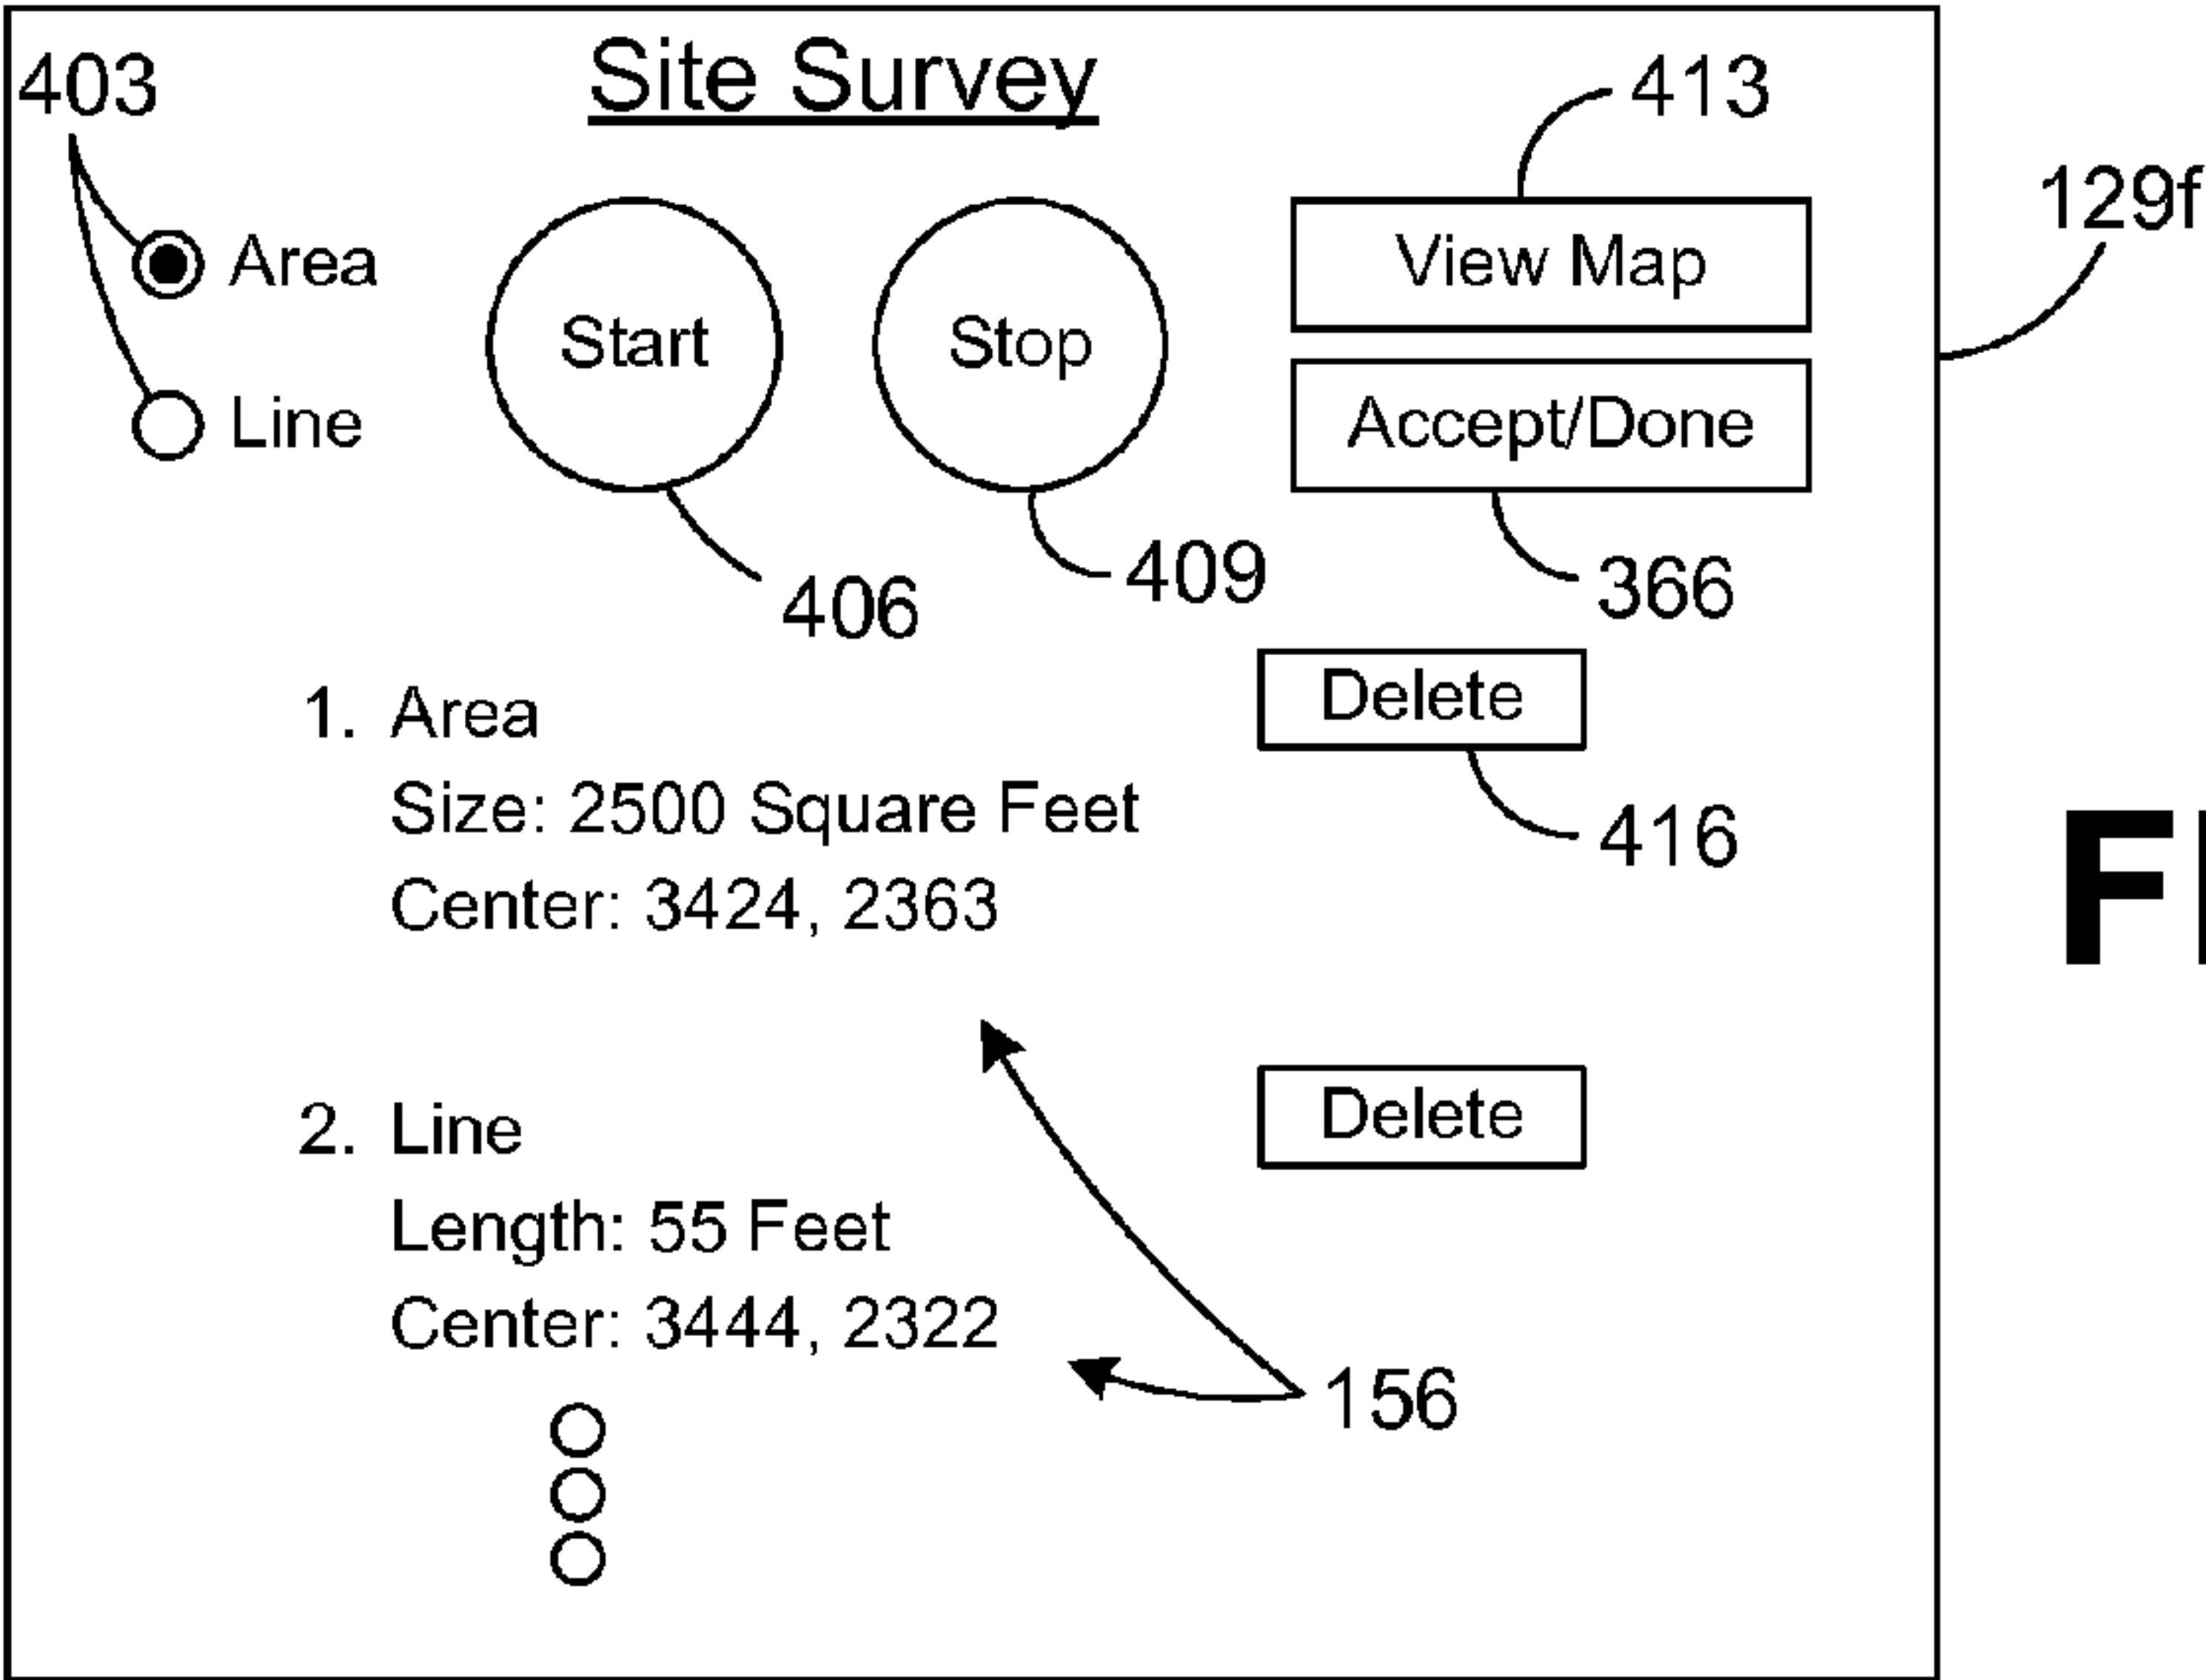 403
Site Survey
413
129f
Area
Line
Start
Stop
View Map
Accept/Done
406
409
366
1. Area
Delete
Size: 2500 Square Feet
416
Center: 3424, 2363
2. Line
Delete
Length: 55 Feet
Center: 3444, 2322
156